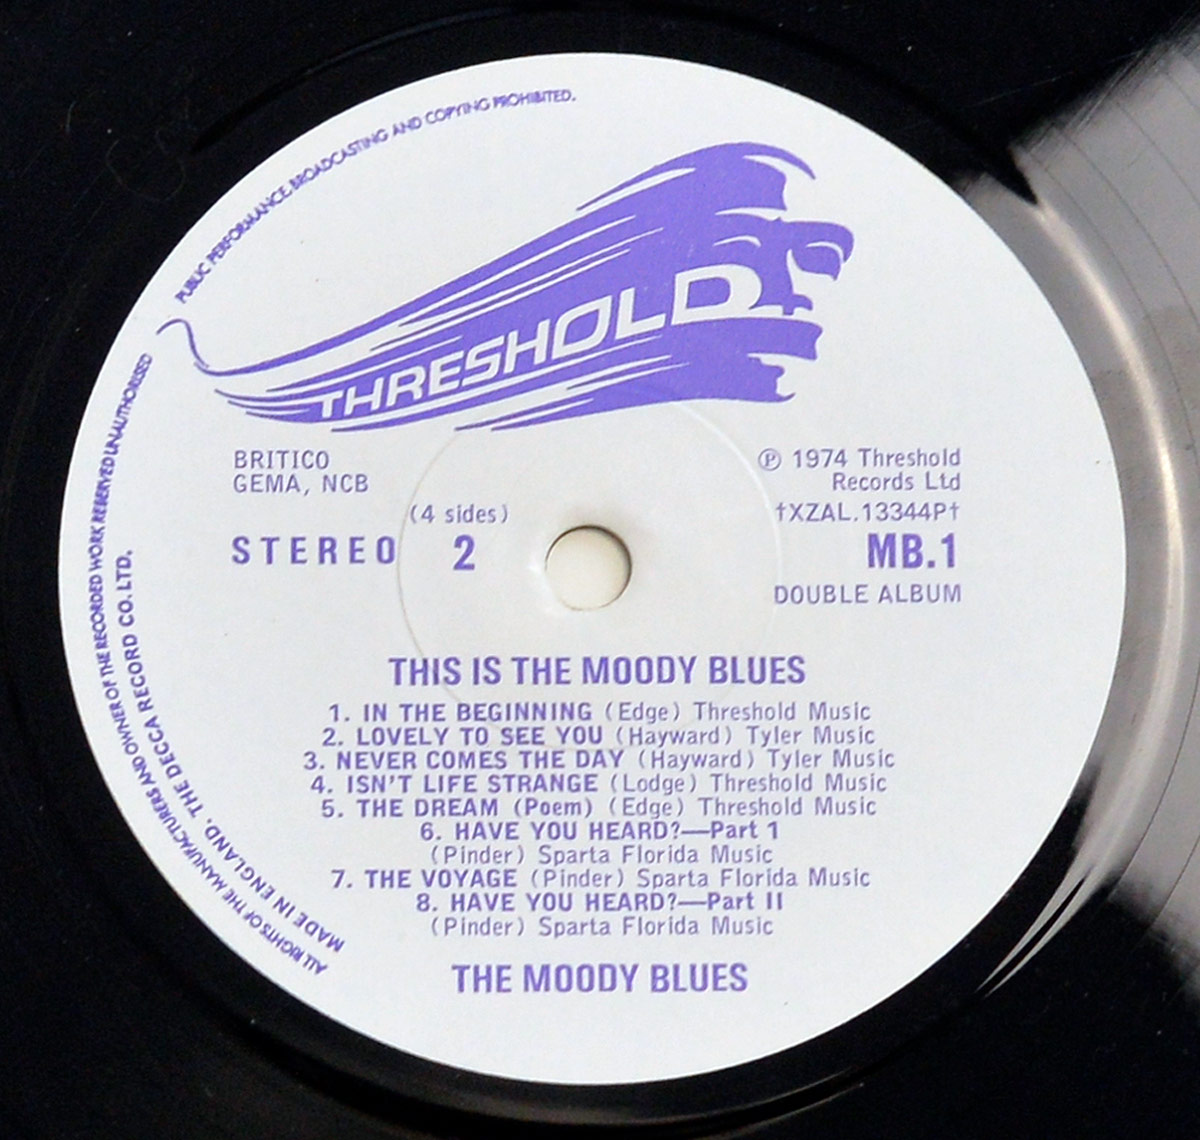 PUBLIC PERFORMANCE, BROADCASTING AND COPYING PROHIBITED.
THRESHOLD
BRITICO
GEMA, NCB
℗ 1974 Threshold
Records Ltd
(4 sides)
†XZAL.13344P†
STEREO 2
MB.1
DOUBLE ALBUM
THIS IS THE MOODY BLUES
1. IN THE BEGINNING (Edge) Threshold Music
2. LOVELY TO SEE YOU (Hayward) Tyler Music
3. NEVER COMES THE DAY (Hayward) Tyler Music
4. ISN'T LIFE STRANGE (Lodge) Threshold Music
5. THE DREAM (Poem) (Edge) Threshold Music
6. HAVE YOU HEARD?—Part 1
(Pinder) Sparta Florida Music
7. THE VOYAGE (Pinder) Sparta Florida Music
8. HAVE YOU HEARD?—Part II
(Pinder) Sparta Florida Music
THE MOODY BLUES
ALL RIGHTS OF THE MANUFACTURERS AND OWNER OF THE RECORDED WORK RESERVED UNAUTHORISED
MADE IN ENGLAND. THE DECCA RECORD CO. LTD.